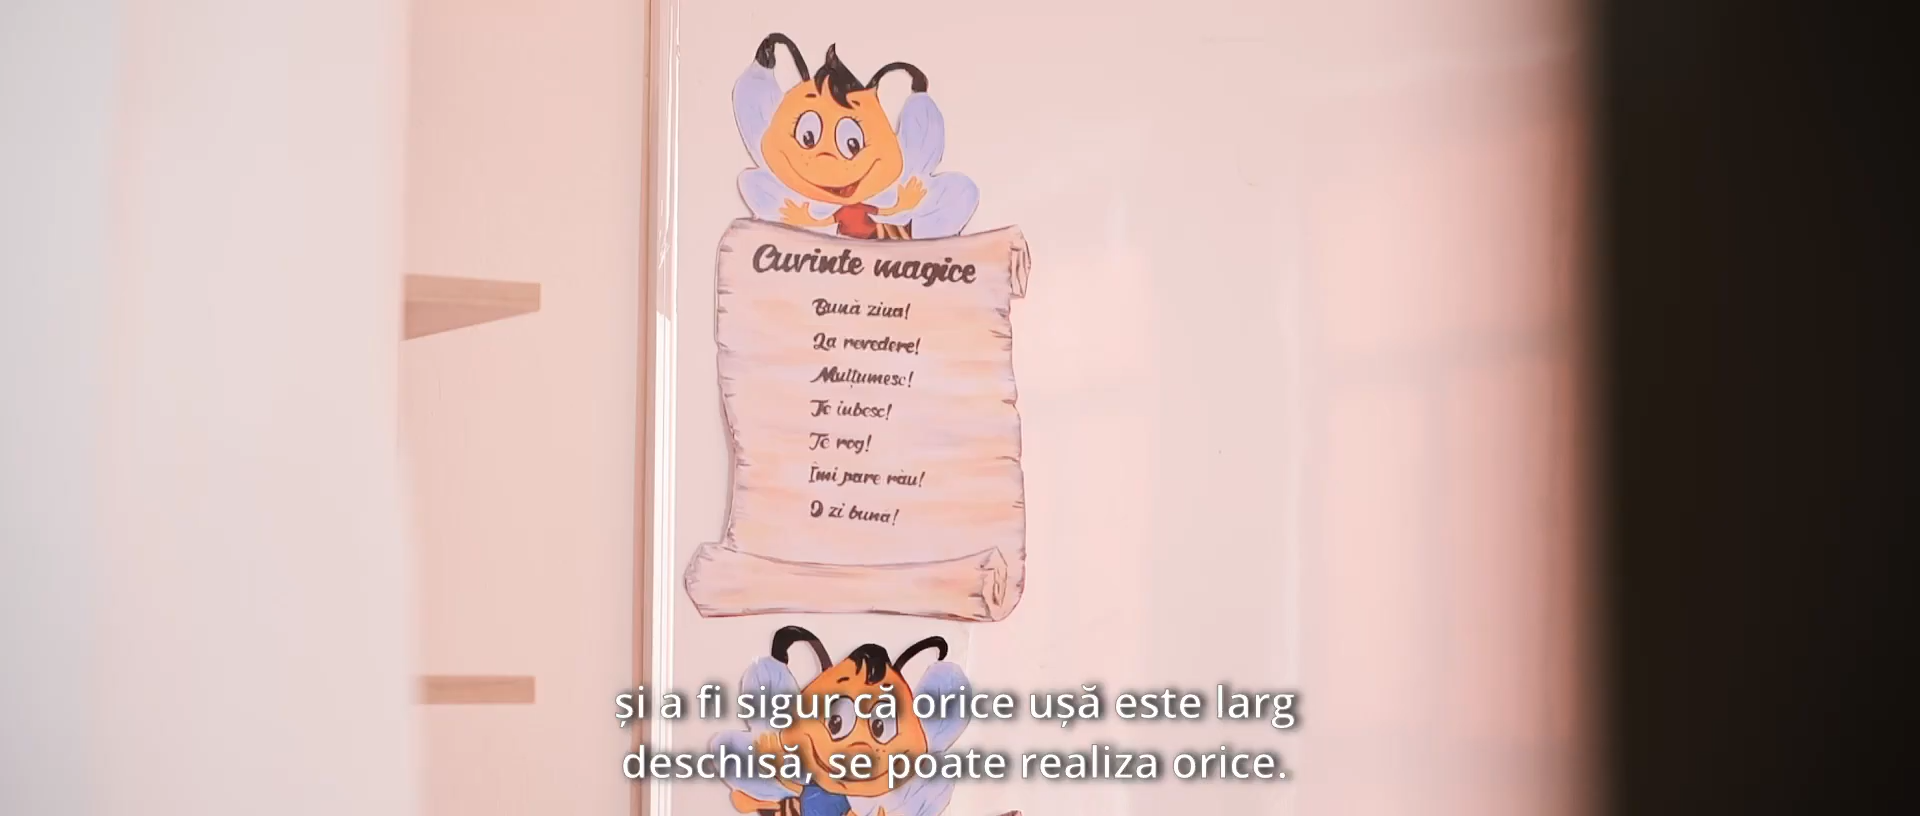 Cuvinte magice
Bună ziua!
La revedere!
Mulțumesc!
Te iubesc!
Te rog!
Îmi pare rău!
O zi bună!
și a fi sigur că orice ușă este larg
deschisă, se poate realiza orice.